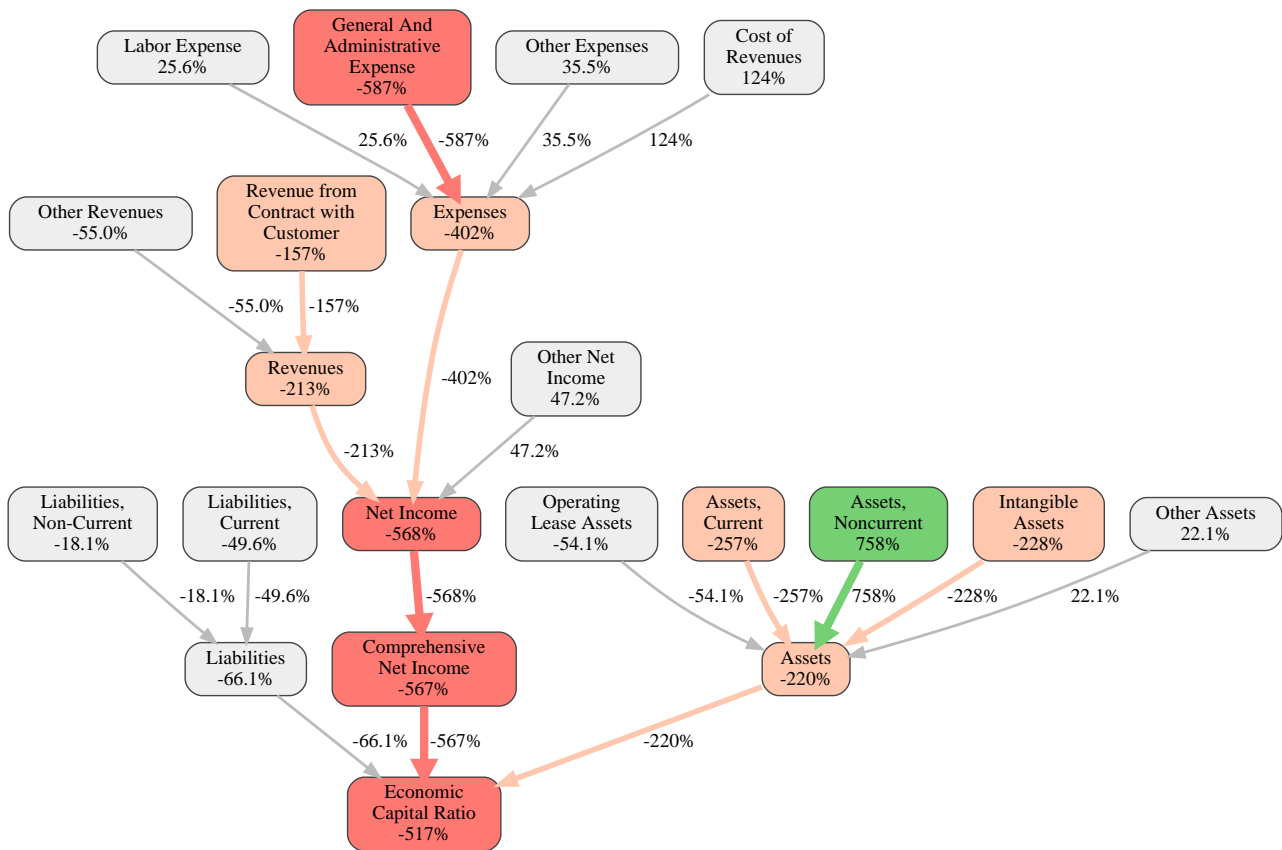 General And
Administrative
Expense
-587%
Labor Expense
25.6%
Other Expenses
35.5%
Cost of
Revenues
124%
25.6%
-587%
35.5%
124%
Other Revenues
-55.0%
Revenue from
Contract with
Customer
-157%
Expenses
-402%
-55.0%
-157%
Revenues
-213%
-402%
Other Net
Income
47.2%
-213%
47.2%
Liabilities,
Non-Current
-18.1%
Liabilities,
Current
-49.6%
Net Income
-568%
Operating
Lease Assets
-54.1%
Assets,
Current
-257%
Assets,
Noncurrent
758%
Intangible
Assets
-228%
Other Assets
22.1%
-18.1%
-49.6%
-568%
-54.1%
-257%
758%
-228%
22.1%
Liabilities
-66.1%
Comprehensive
Net Income
-567%
Assets
-220%
-66.1%
-567%
-220%
Economic
Capital Ratio
-517%